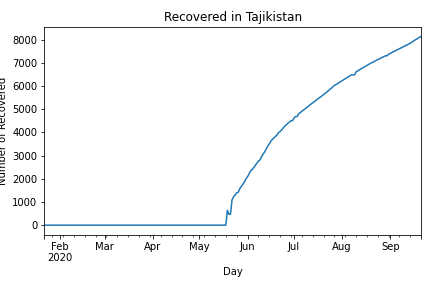 Recovered in Tajikistan
Number of Recovered
8000
7000
6000
5000
4000
3000
2000
1000
0
Feb Mar Apr May Jun Jul Aug Sep
2020
Day